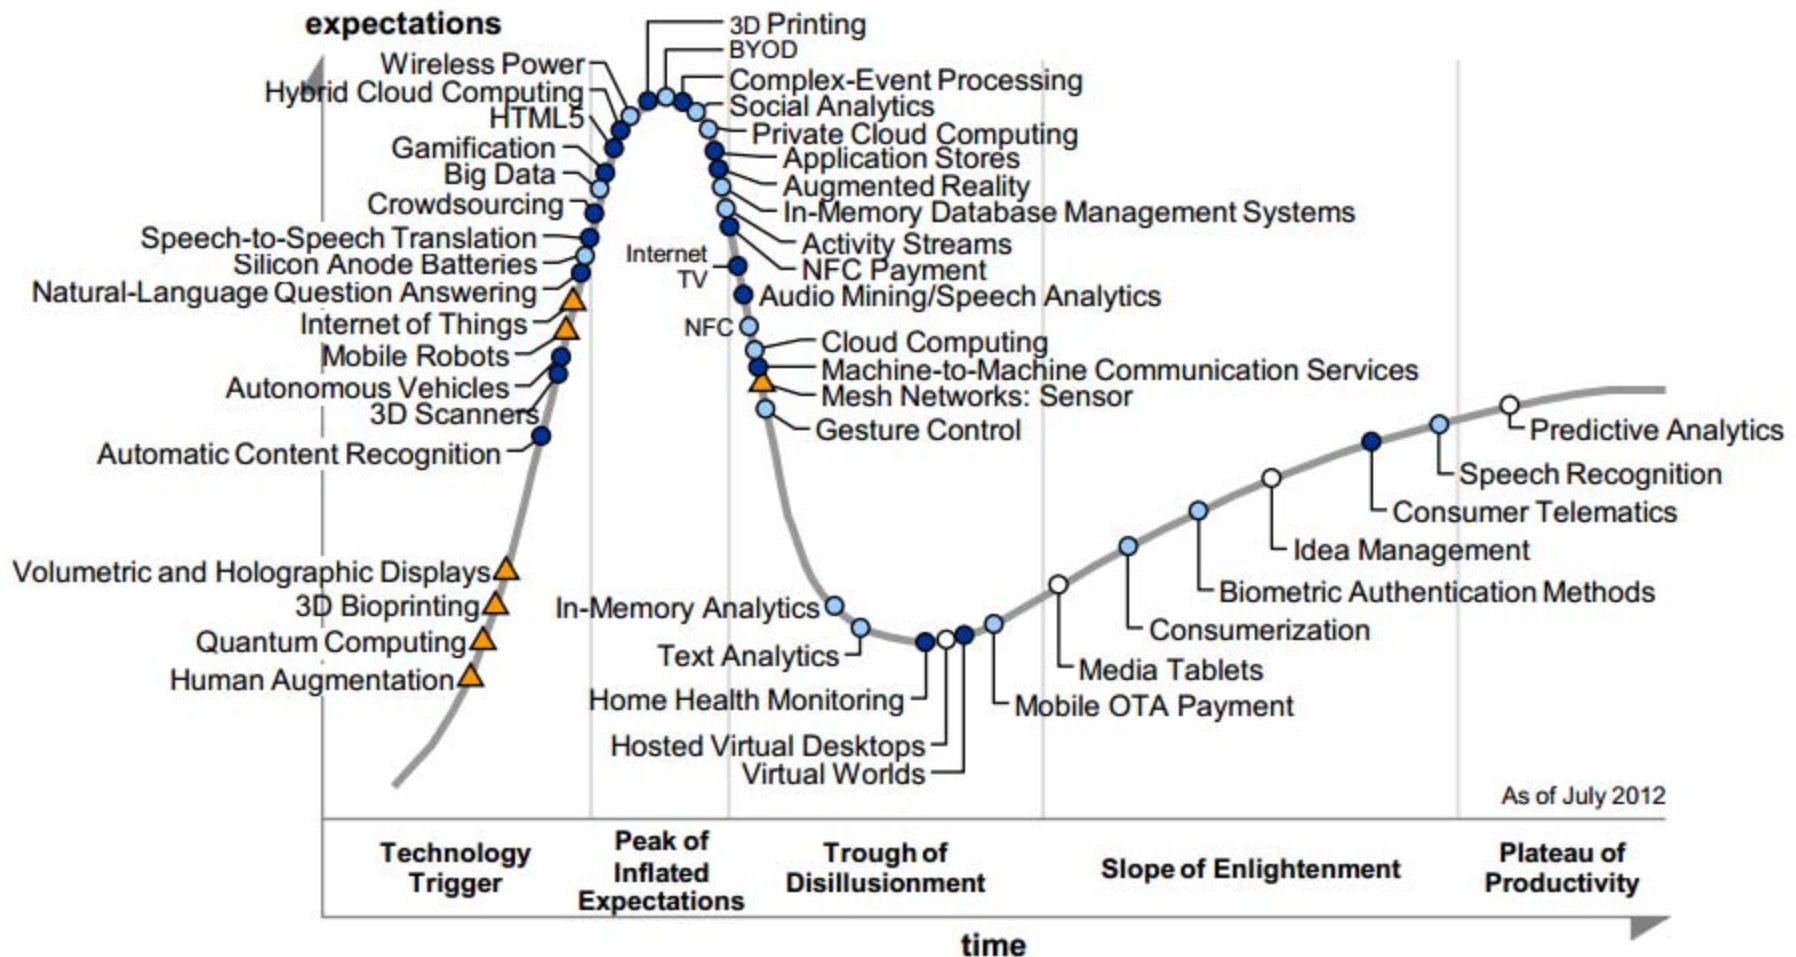 expectations
3D Printing
BYOD
Wireless Power
Complex-Event Processing
Hybrid Cloud Computing
Social Analytics
HTML5
Private Cloud Computing
Gamification
Application Stores
Big Data
Augmented Reality
Crowdsourcing
In-Memory Database Management Systems
Speech-to-Speech Translation
Activity Streams
Silicon Anode Batteries
Internet
TV
NFC Payment
Natural-Language Question Answering
Audio Mining/Speech Analytics
Internet of Things
NFC
Cloud Computing
Mobile Robots
Machine-to-Machine Communication Services
Autonomous Vehicles
Mesh Networks: Sensor
3D Scanners
Gesture Control
Predictive Analytics
Automatic Content Recognition
Speech Recognition
Consumer Telematics
Idea Management
Volumetric and Holographic Displays
Biometric Authentication Methods
3D Bioprinting
In-Memory Analytics
Consumerization
Quantum Computing
Text Analytics
Media Tablets
Human Augmentation
Home Health Monitoring
Mobile OTA Payment
Hosted Virtual Desktops
Virtual Worlds
As of July 2012
Technology
Trigger
Peak of
Inflated
Expectations
Trough of
Disillusionment
Slope of Enlightenment
Plateau of
Productivity
time